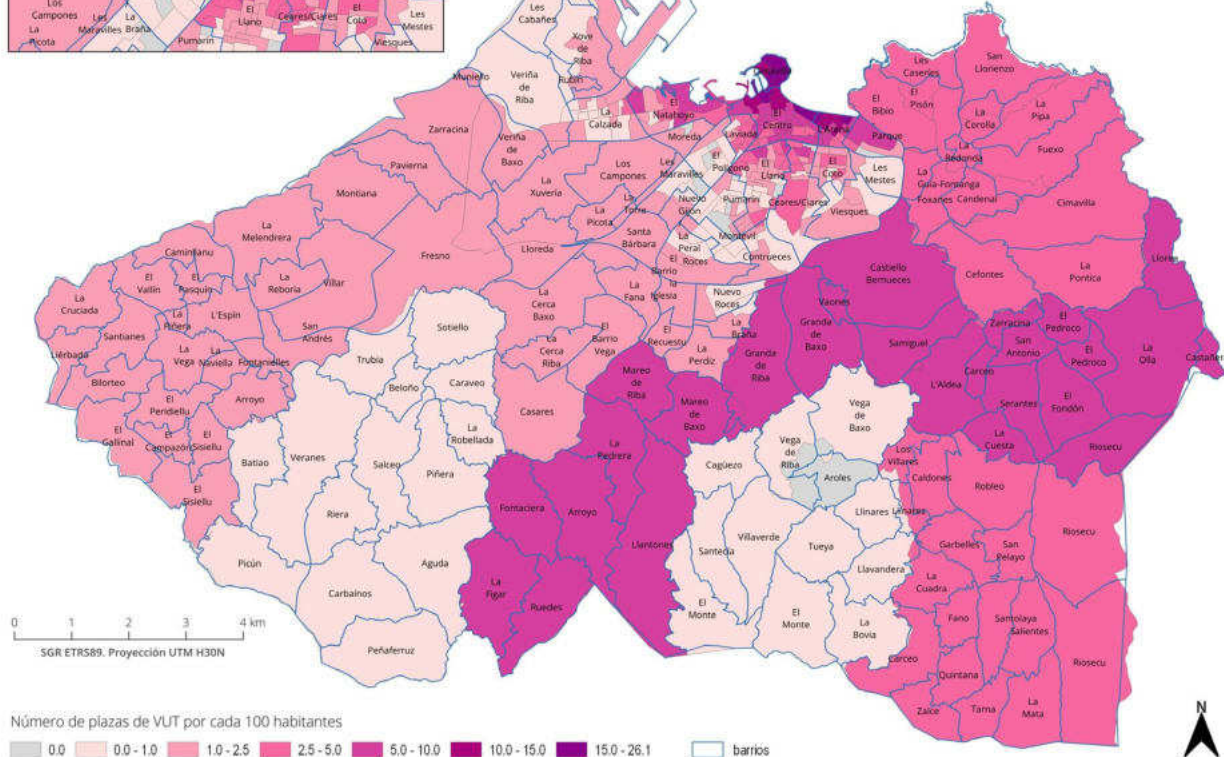 Los
Campones
La
Picota
Les
Maravilles
La
Braña
Pumarín
El
Llano
Ceares/Ciares
El
Coto
Les
Mestes
Viesques
Les
Cabañes
Xove
de
Riba
Rubín
Muniello
Veriña
de
Riba
Zarracina
Veriña
de
Baxo
La
Calzada
El
Natahoyo
Moreda
Laviada
El
Centro
L'Arena
Parque
El
Bibio
Les
Caseries
El
Pisón
San
Llorienzo
La
Corolla
La
Pipa
Fuexo
La
Redonda
La
Guía-Foxanga
Foxanes
Candenal
Cimavilla
Pavierna
Montiana
La
Xuvería
Los
Campones
Les
Maravilles
El
Polígono
El
Llano
El
Coto
Les
Mestes
Nuevo
Gijón
Pumarín
Ceares/Ciares
Viesques
La
Picota
La
Torre
Santa
Bárbara
La
Peral
Roces
Montevil
Contrueces
El
Barrio
la
Iglesia
La
Melendrera
Caminllanu
Fresno
Lloreda
La
Cruciada
El
Vallín
El
Pasquín
La
Reboria
Villar
La
Piñera
L'Espín
Santianes
San
Andrés
Liérbada
La
Vega
La
Naviella
Fontanielles
Bilorteo
El
Peridiellu
Arroyo
El
Gallinal
El
Campazón
El
Sisiellu
El
Sisiellu
Sotiello
La
Cerca
Baxo
La
Fana
Nuevo
Roces
La
Cerca
Riba
El
Barrio
Vega
El
Recuestu
La
Perdiz
La
Braña
Castiello
Bernueces
Vaones
Granda
de
Baxo
Granda
de
Riba
Samiguel
Cefontes
La
Pontica
Llorea
Zarracina
El
Pedroco
San
Antonio
El
Pedroco
La
Olla
Castañera
L'Aldea
Carceo
Serantes
El
Fondón
La
Cuesta
Riosecu
Trubia
Beloño
Caraveo
La
Robellada
Casares
Mareo
de
Riba
Mareo
de
Baxo
La
Pedrera
Batiao
Veranes
Salceo
Piñera
Riera
Fontaciera
Arroyo
Llantones
Picún
Aguda
Carbaínos
Peñaferruz
La
Figar
Ruedes
Vega
de
Baxo
Vega
de
Riba
Cagüezo
Aroles
Los
Villares
Caldones
Robleo
Llinares
Llinares
Riosecu
Santecía
Villaverde
Tueya
Llavandera
Garbelles
San
Pelayo
La
Cuadra
El
Monte
El
Monte
La
Bovia
Fano
Santolaya
Salientes
Carceo
Quintana
Riosecu
Zalce
Tarna
La
Mata
0 1 2 3 4 km
SGR ETRS89. Proyección UTM H30N
Número de plazas de VUT por cada 100 habitantes
0.0 0.0 - 1.0 1.0 - 2.5 2.5 - 5.0 5.0 - 10.0 10.0 - 15.0 15.0 - 26.1 barrios
N